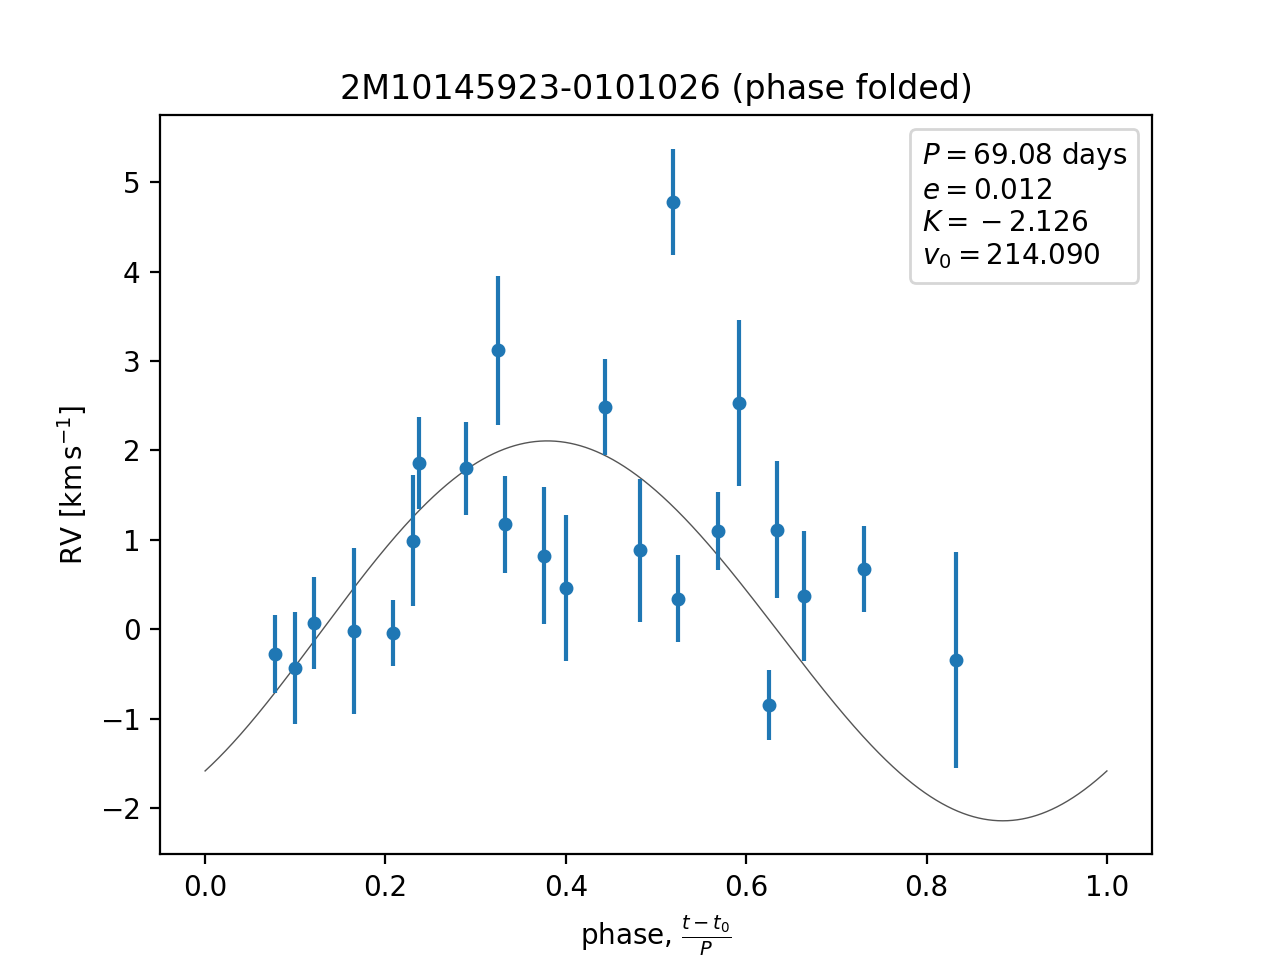 2M10145923-0101026 (phase folded)
P = 69.08 days
e = 0.012
K = −2.126
v₀ = 214.090
RV [km s⁻¹]
5
4
3
2
1
0
−1
−2
0.0 0.2 0.4 0.6 0.8 1.0
phase, (t − t₀)/P